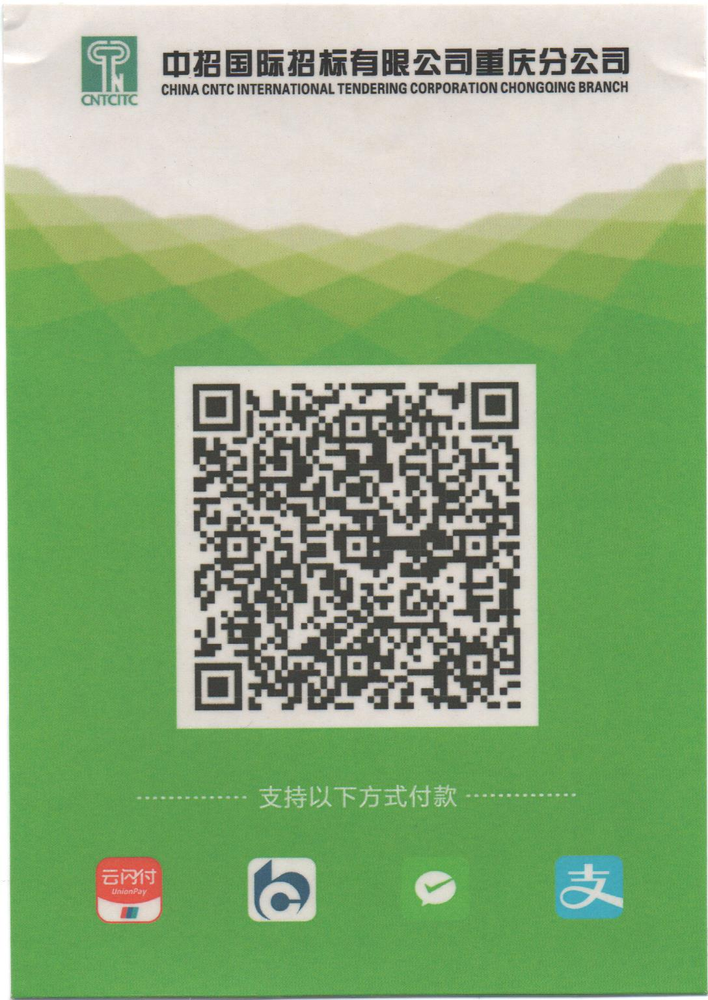 中招国际招标有限公司重庆分公司
CHINA CNTC INTERNATIONAL TENDERING CORPORATION CHONGQING BRANCH
CNTCITC
支持以下方式付款
云闪付
UnionPay
支